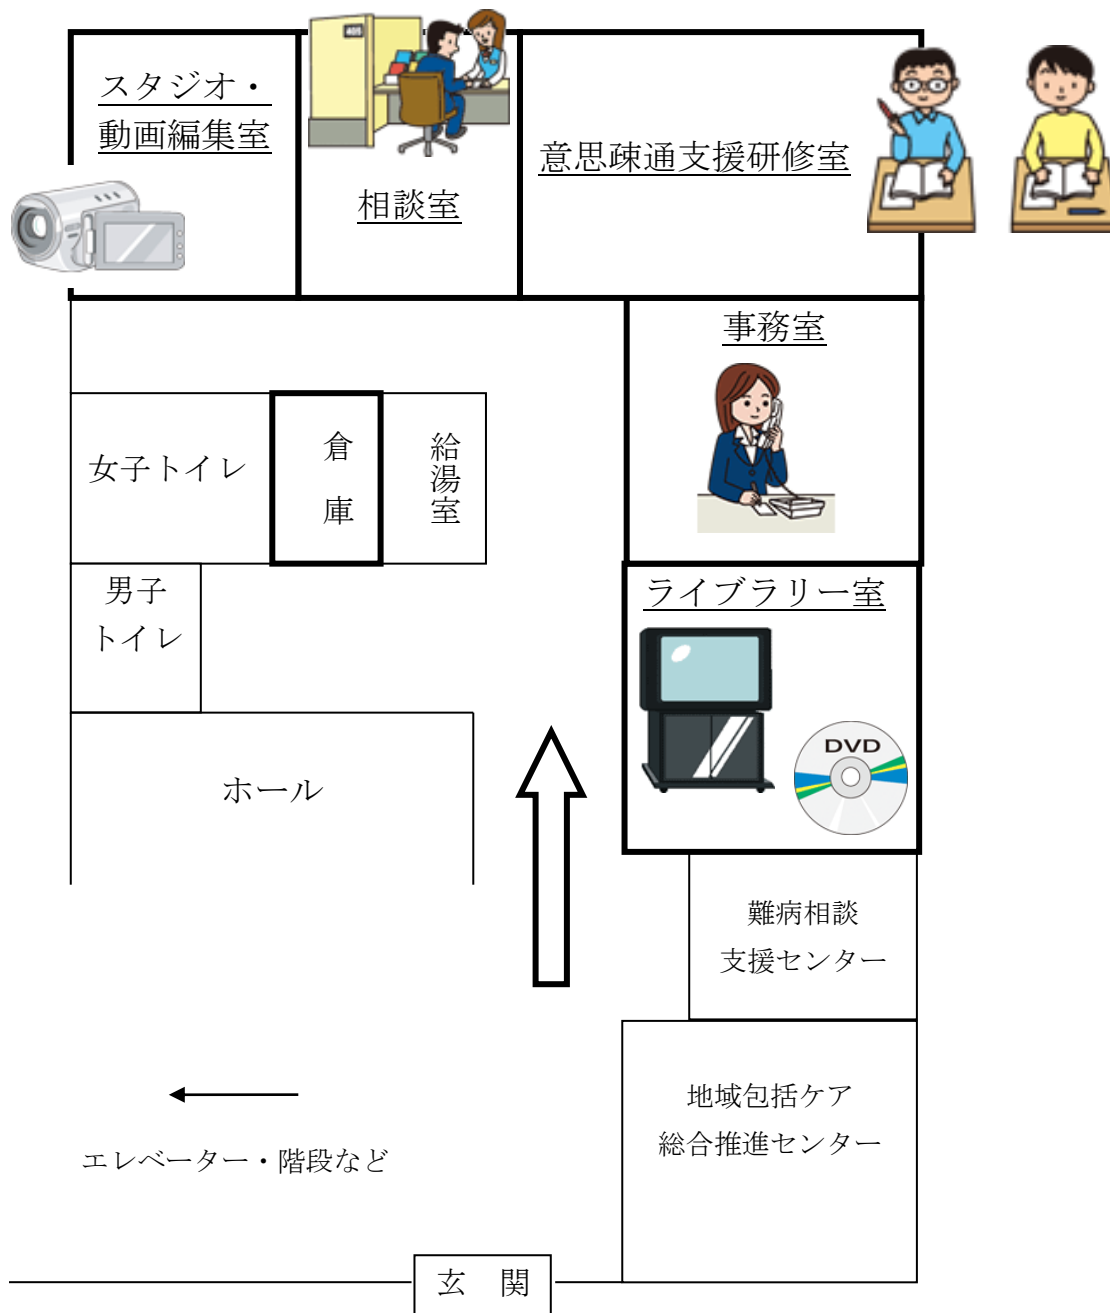 スタジオ・
動画編集室
405
相談室
意思疎通支援研修室
事務室
女子トイレ
倉庫
給湯室
男子
トイレ
ライブラリー室
DVD
ホール
難病相談
支援センター
地域包括ケア
総合推進センター
エレベーター・階段など
玄 関